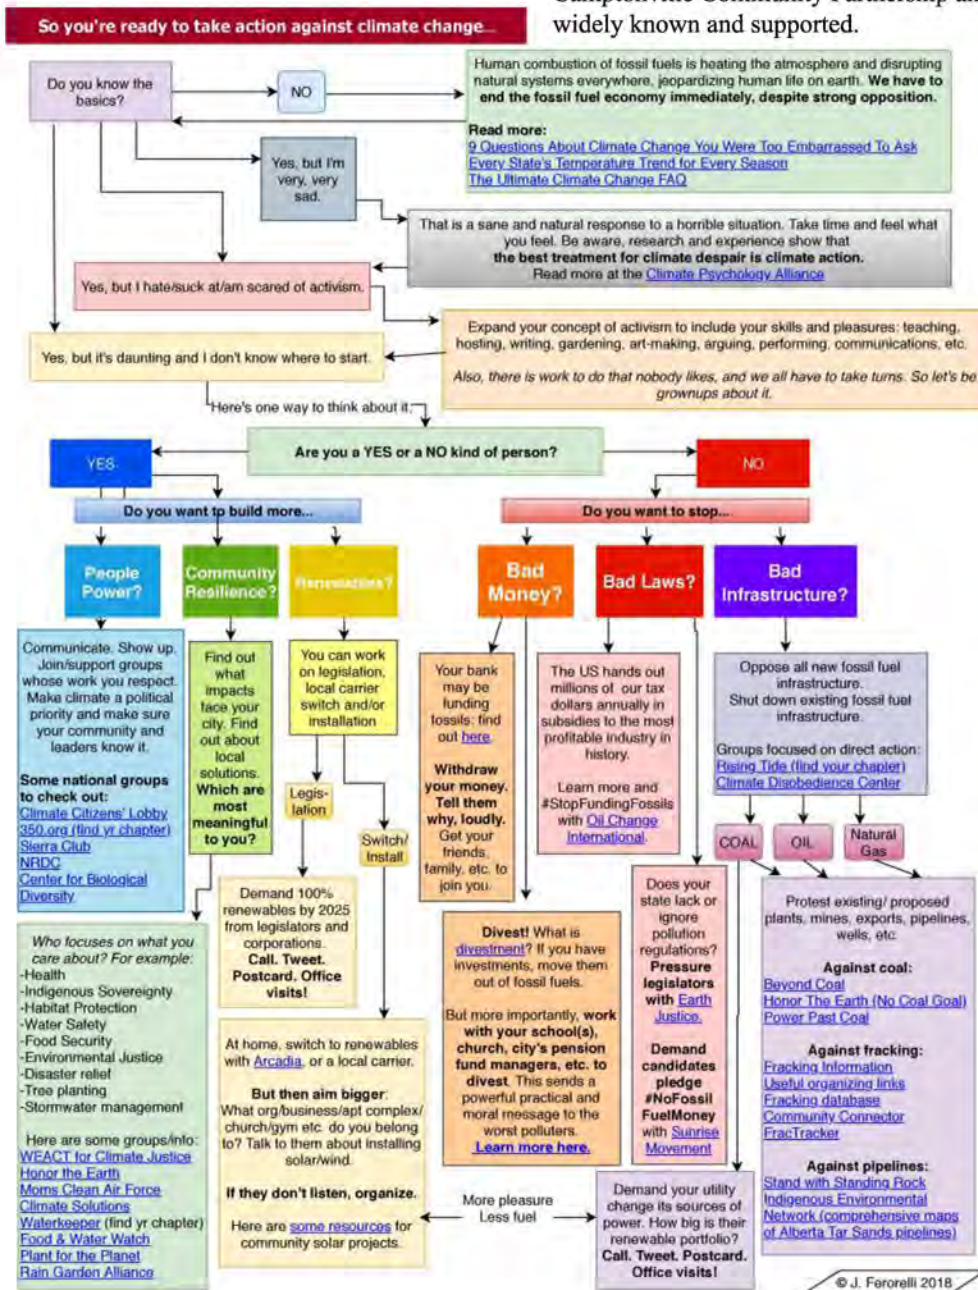 Camptonville Community Partnership
widely known and supported.
So you're ready to take action against climate change...
Do you know the
basics?
NO
Human combustion of fossil fuels is heating the atmosphere and disrupting
natural systems everywhere, jeopardizing human life on earth. We have to
end the fossil fuel economy immediately, despite strong opposition.
Read more:
9 Questions About Climate Change You Were Too Embarrassed To Ask
Every State's Temperature Trend for Every Season
The Ultimate Climate Change FAQ
Yes, but I'm
very, very
sad.
That is a sane and natural response to a horrible situation. Take time and feel what
you feel. Be aware, research and experience show that
the best treatment for climate despair is climate action.
Read more at the Climate Psychology Alliance
Yes, but I hate/suck at/am scared of activism.
Expand your concept of activism to include your skills and pleasures: teaching,
hosting, writing, gardening, art-making, arguing, performing, communications, etc.
Also, there is work to do that nobody likes, and we all have to take turns. So let's be
grownups about it.
Yes, but it's daunting and I don't know where to start.
Here's one way to think about it.
Are you a YES or a NO kind of person?
YES
NO
Do you want to build more...
Do you want to stop...
People
Power?
Community
Resilience?
Renewables?
Bad
Money?
Bad Laws?
Bad
Infrastructure?
Communicate. Show up.
Join/support groups
whose work you respect.
Make climate a political
priority and make sure
your community and
leaders know it.
Some national groups
to check out:
Climate Citizens' Lobby
350.org (find yr chapter)
Sierra Club
NRDC
Center for Biological
Diversity
Find out
what
impacts
face your
city. Find
out about
local
solutions.
Which are
most
meaningful
to you?
You can work
on legislation,
local carrier
switch and/or
installation
Legis-
lation
Switch/
Install
Demand 100%
renewables by 2025
from legislators and
corporations.
Call. Tweet.
Postcard. Office
visits!
Who focuses on what you
care about? For example:
-Health
-Indigenous Sovereignty
-Habitat Protection
-Water Safety
-Food Security
-Environmental Justice
-Disaster relief
-Tree planting
-Stormwater management
Here are some groups/info:
WEACT for Climate Justice
Honor the Earth
Moms Clean Air Force
Climate Solutions
Waterkeeper (find yr chapter)
Food & Water Watch
Plant for the Planet
Rain Garden Alliance
At home, switch to renewables
with Arcadia, or a local carrier.
But then aim bigger:
What org/business/apt complex/
church/gym etc. do you belong
to? Talk to them about installing
solar/wind.
If they don't listen, organize.
Here are some resources for
community solar projects.
Your bank
may be
funding
fossils: find
out here.
Withdraw
your money.
Tell them
why, loudly.
Get your
friends,
family, etc. to
join you.
Divest! What is
divestment? If you have
investments, move them
out of fossil fuels.
But more importantly, work
with your school(s),
church, city's pension
fund managers, etc. to
divest. This sends a
powerful practical and
moral message to the
worst polluters.
Learn more here.
The US hands out
millions of our tax
dollars annually in
subsidies to the most
profitable industry in
history.
Learn more and
#StopFundingFossils
with Oil Change
International.
Does your
state lack or
ignore
pollution
regulations?
Pressure
legislators
with Earth
Justice.
Demand
candidates
pledge
#NoFossil
FuelMoney
with Sunrise
Movement
Oppose all new fossil fuel
infrastructure.
Shut down existing fossil fuel
infrastructure.
Groups focused on direct action:
Rising Tide (find your chapter)
Climate Disobedience Center
COAL
OIL
Natural
Gas
Protest existing/ proposed
plants, mines, exports, pipelines,
wells, etc.
Against coal:
Beyond Coal
Honor The Earth (No Coal Goal)
Power Past Coal
Against fracking:
Fracking Information
Useful organizing links
Fracking database
Community Connector
FracTracker
Against pipelines:
Stand with Standing Rock
Indigenous Environmental
Network (comprehensive maps
of Alberta Tar Sands pipelines)
More pleasure
Less fuel
Demand your utility
change its sources of
power. How big is their
renewable portfolio?
Call. Tweet. Postcard.
Office visits!
© J. Ferorelli 2018